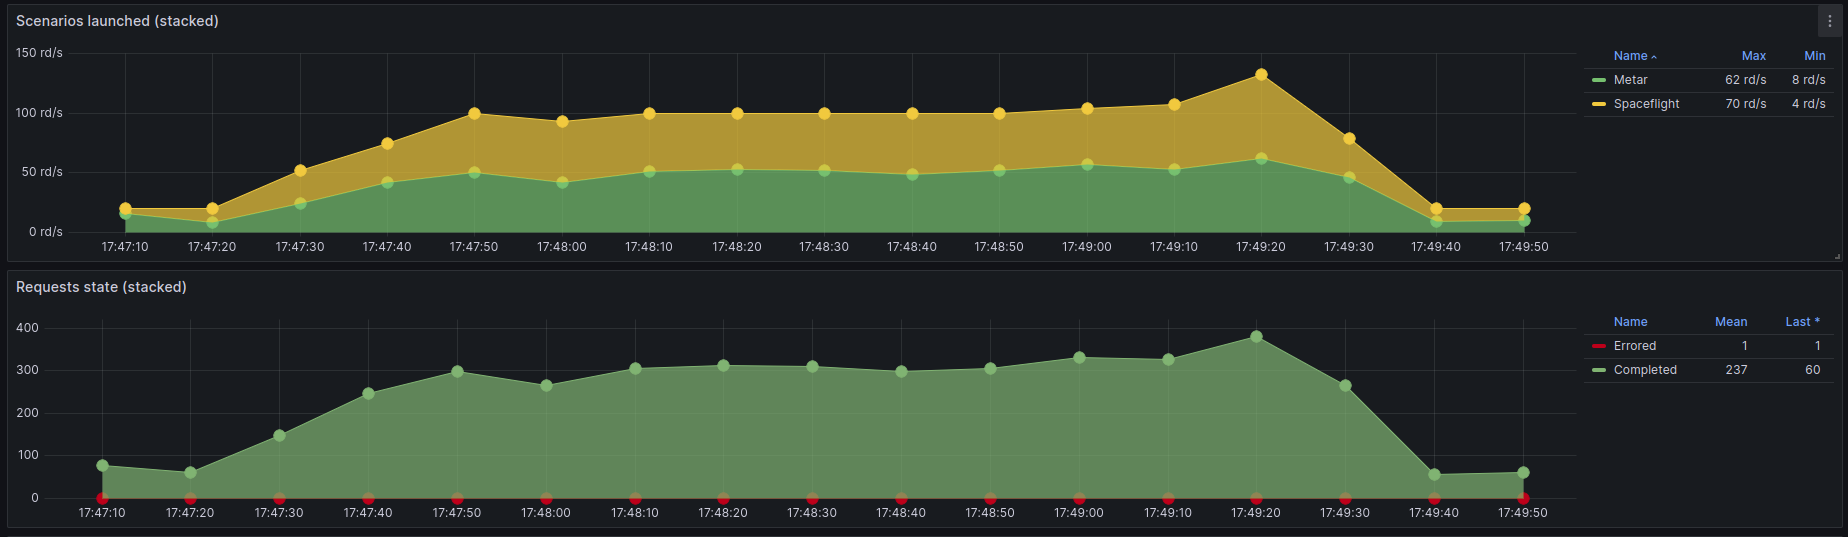 Scenarios launched (stacked)
150 rd/s
100 rd/s
50 rd/s
0 rd/s
17:47:10 17:47:20 17:47:30 17:47:40 17:47:50 17:48:00 17:48:10 17:48:20 17:48:30 17:48:40 17:48:50 17:49:00 17:49:10 17:49:20 17:49:30 17:49:40 17:49:50
Name Max Min
Metar 62 rd/s 8 rd/s
Spaceflight 70 rd/s 4 rd/s
Requests state (stacked)
400
300
200
100
0
17:47:10 17:47:20 17:47:30 17:47:40 17:47:50 17:48:00 17:48:10 17:48:20 17:48:30 17:48:40 17:48:50 17:49:00 17:49:10 17:49:20 17:49:30 17:49:40 17:49:50
Name Mean Last *
Errored 1 1
Completed 237 60